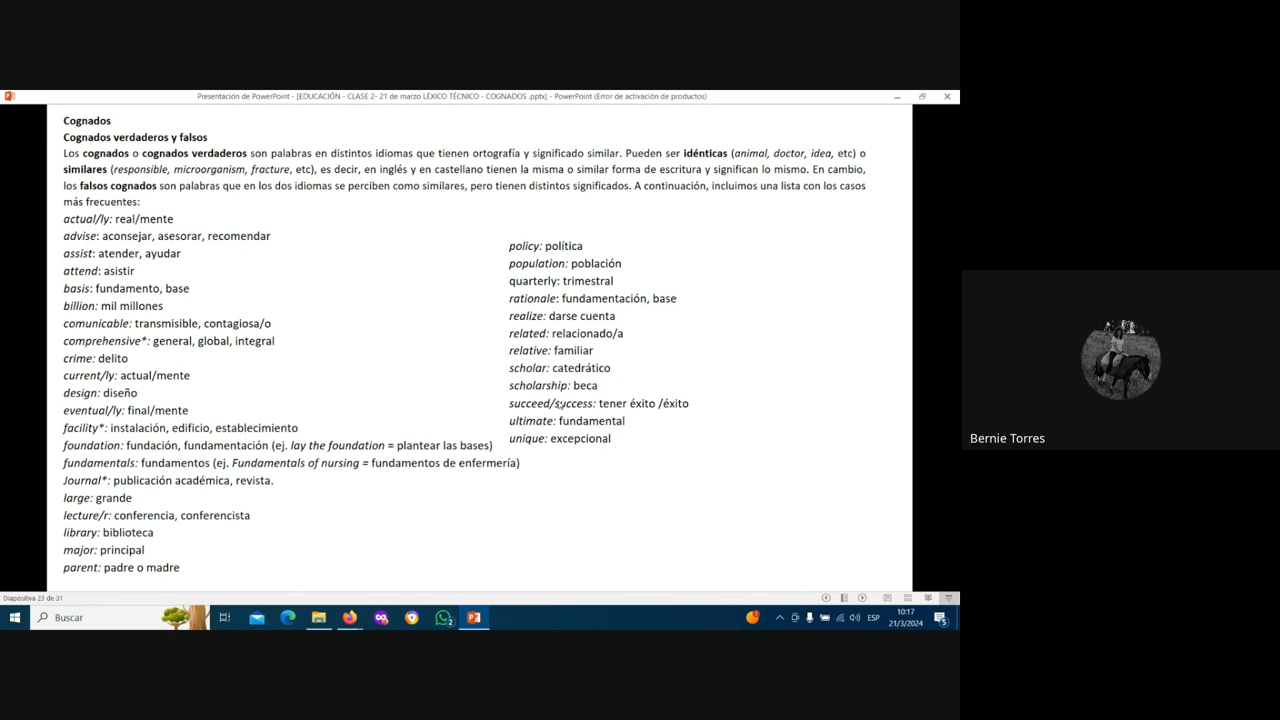 Presentación de PowerPoint - [EDUCACIÓN - CLASE 2- 21 de marzo LÉXICO TÉCNICO - COGNADOS .pptx] - PowerPoint (Error de activación de productos)
Cognados
Cognados verdaderos y falsos
Los cognados o cognados verdaderos son palabras en distintos idiomas que tienen ortografía y significado similar. Pueden ser idénticas (animal, doctor, idea, etc) o
similares (responsible, microorganism, fracture, etc), es decir, en inglés y en castellano tienen la misma o similar forma de escritura y significan lo mismo. En cambio,
los falsos cognados son palabras que en los dos idiomas se perciben como similares, pero tienen distintos significados. A continuación, incluimos una lista con los casos
más frecuentes:
actual/ly: real/mente
advise: aconsejar, asesorar, recomendar
assist: atender, ayudar
attend: asistir
basis: fundamento, base
billion: mil millones
comunicable: transmisible, contagiosa/o
comprehensive*: general, global, integral
crime: delito
current/ly: actual/mente
design: diseño
eventual/ly: final/mente
facility*: instalación, edificio, establecimiento
foundation: fundación, fundamentación (ej. lay the foundation = plantear las bases)
fundamentals: fundamentos (ej. Fundamentals of nursing = fundamentos de enfermería)
Journal*: publicación académica, revista.
large: grande
lecture/r: conferencia, conferencista
library: biblioteca
major: principal
parent: padre o madre
policy: política
population: población
quarterly: trimestral
rationale: fundamentación, base
realize: darse cuenta
related: relacionado/a
relative: familiar
scholar: catedrático
scholarship: beca
succeed/success: tener éxito /éxito
ultimate: fundamental
unique: excepcional
Bernie Torres
Diapositiva 23 de 31
Buscar
2
ESP
10:17
21/3/2024
5